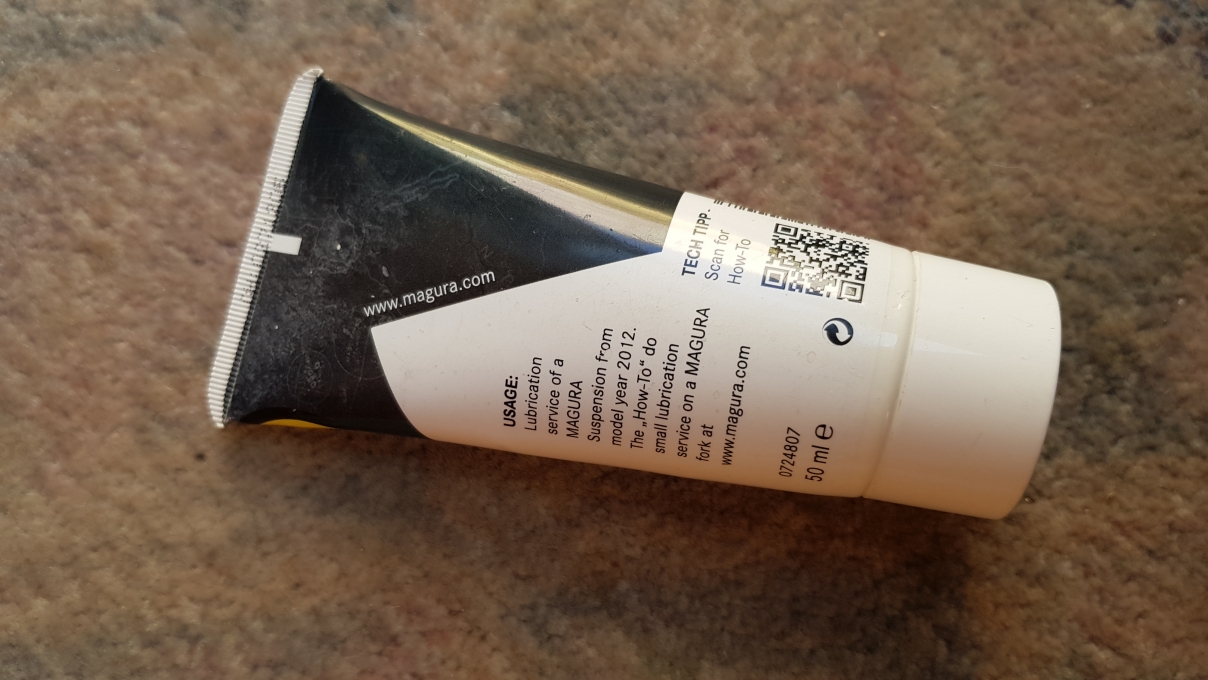 www.magura.com
USAGE:
Lubrication
service of a
MAGURA
Suspension from
model year 2012.
The „How-To“ do
small lubrication
service on a MAGURA
fork at
www.magura.com
TECH TIPP.
Scan for
How-To
0724807
50 ml ℮